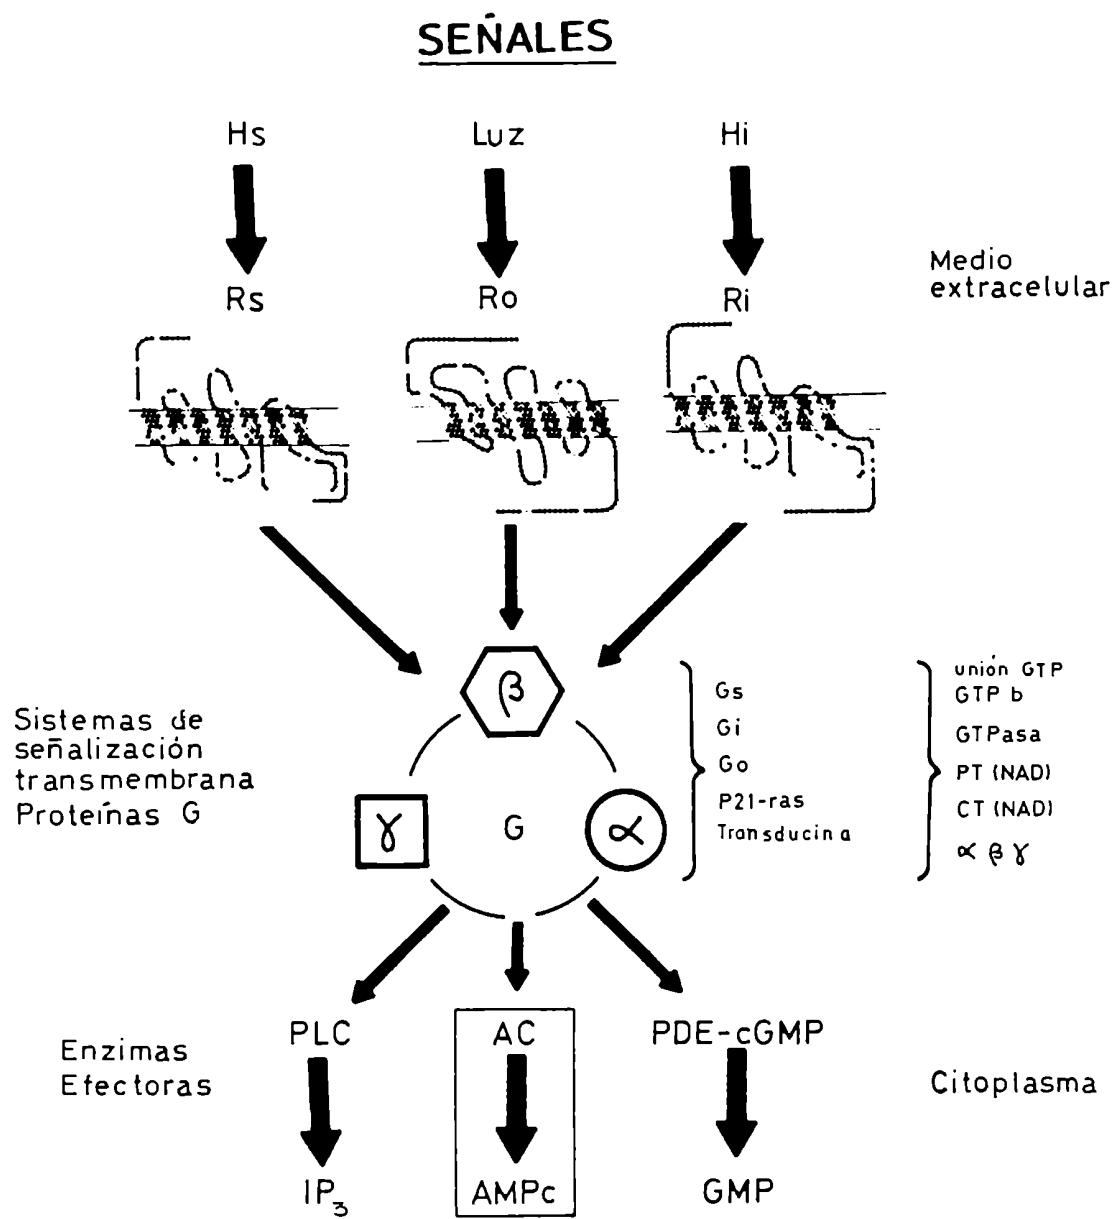 SEÑALES
Hs
Luz
Hi
Medio
extracelular
Rs
Ro
Ri
β
Sistemas de
señalización
transmembrana
Proteínas G
γ
G
α
Gs
Gi
Go
P21-ras
Transducina
unión GTP
GTP b
GTPasa
PT (NAD)
CT (NAD)
α β γ
Enzimas
Efectoras
PLC
AC
PDE-cGMP
Citoplasma
IP₃
AMPc
GMP